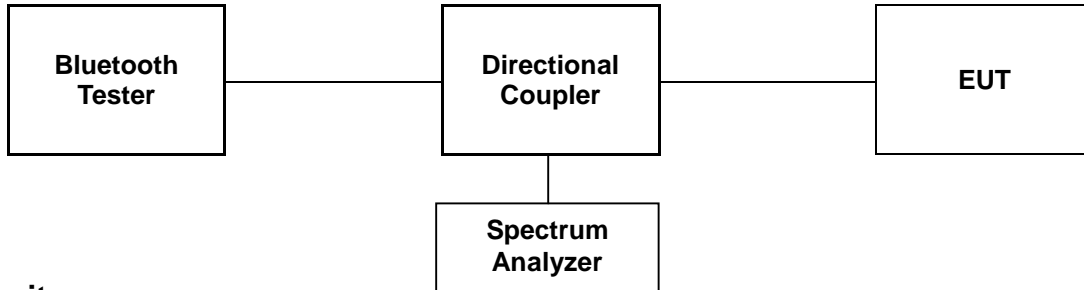 Bluetooth
Tester
Directional
Coupler
EUT
Spectrum
Analyzer